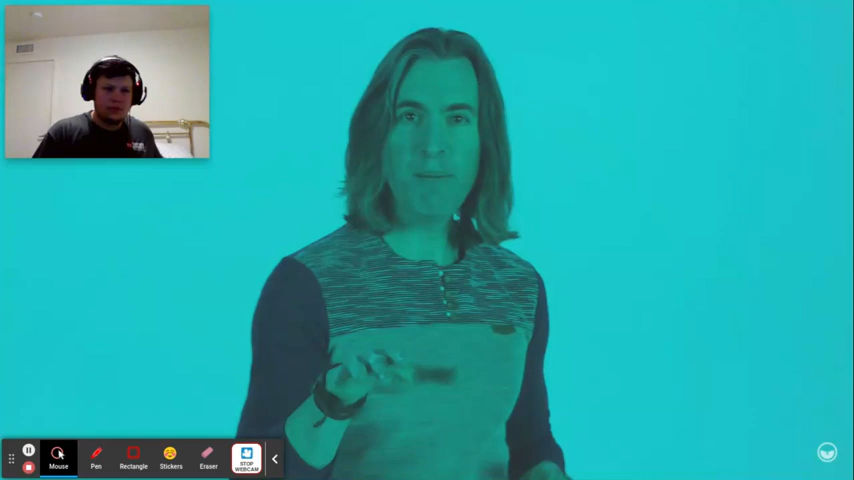 Mouse
Pen
Rectangle
Stickers
Eraser
STOP
WEBCAM